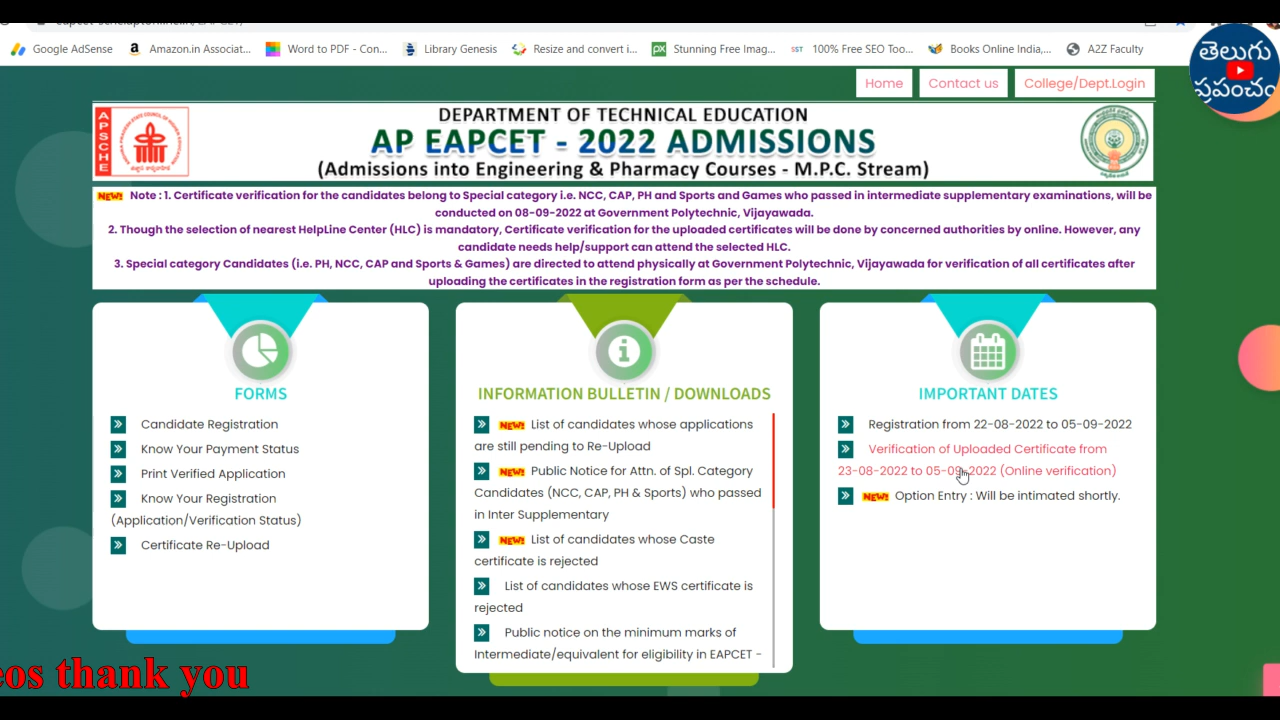 Google AdSense
Amazon.in Associat...
Word to PDF - Con...
Library Genesis
Resize and convert i...
Stunning Free Imag...
100% Free SEO Too...
Books Online India,...
A2Z Faculty
తెలుగు
ప్రపంచం
Home
Contact us
College/Dept.Login
APSCHE
DEPARTMENT OF TECHNICAL EDUCATION
AP EAPCET - 2022 ADMISSIONS
(Admissions into Engineering & Pharmacy Courses - M.P.C. Stream)
NEW! Note : 1. Certificate verification for the candidates belong to Special category i.e. NCC, CAP, PH and Sports and Games who passed in intermediate supplementary examinations, will be
conducted on 08-09-2022 at Government Polytechnic, Vijayawada.
2. Though the selection of nearest HelpLine Center (HLC) is mandatory, Certificate verification for the uploaded certificates will be done by concerned authorities by online. However, any
candidate needs help/support can attend the selected HLC.
3. Special category Candidates (i.e. PH, NCC, CAP and Sports & Games) are directed to attend physically at Government Polytechnic, Vijayawada for verification of all certificates after
uploading the certificates in the registration form as per the schedule.
FORMS
Candidate Registration
Know Your Payment Status
Print Verified Application
Know Your Registration
(Application/Verification Status)
Certificate Re-Upload
INFORMATION BULLETIN / DOWNLOADS
NEW! List of candidates whose applications
are still pending to Re-Upload
NEW! Public Notice for Attn. of Spl. Category
Candidates (NCC, CAP, PH & Sports) who passed
in Inter Supplementary
NEW! List of candidates whose Caste
certificate is rejected
List of candidates whose EWS certificate is
rejected
Public notice on the minimum marks of
Intermediate/equivalent for eligibility in EAPCET -
IMPORTANT DATES
Registration from 22-08-2022 to 05-09-2022
Verification of Uploaded Certificate from
23-08-2022 to 05-09-2022 (Online verification)
NEW! Option Entry : Will be intimated shortly.
eos thank you